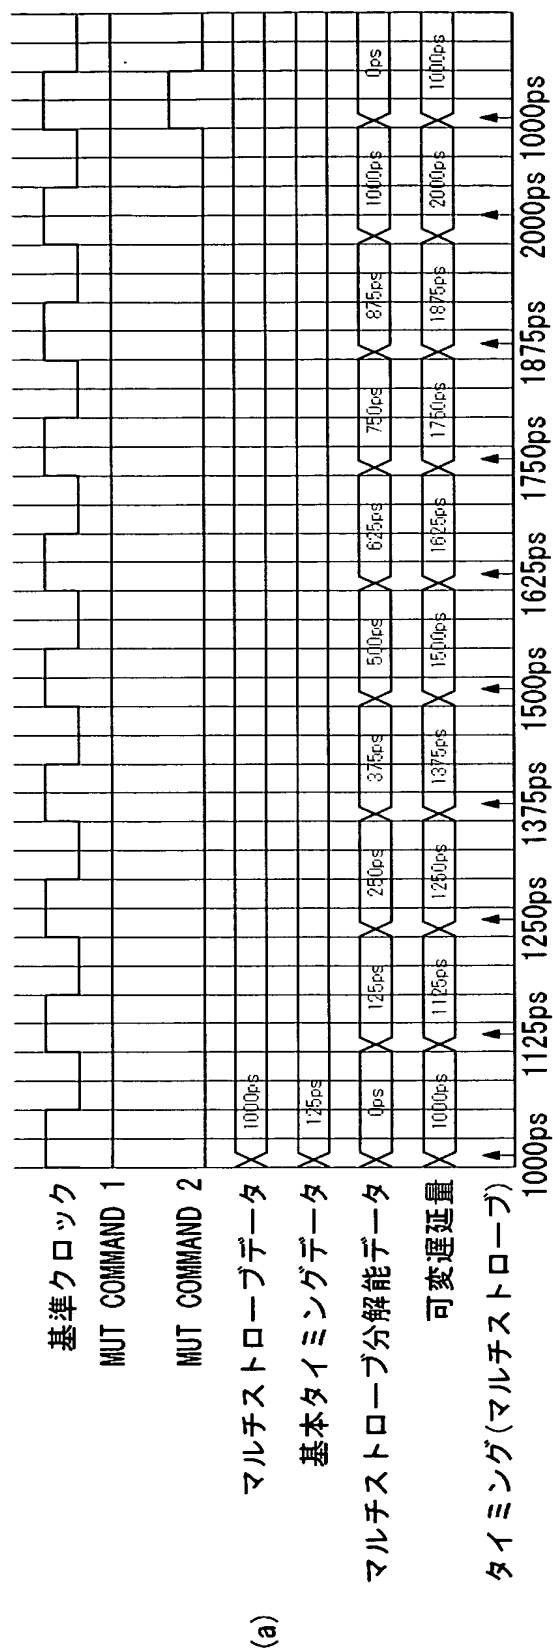 (a)
基準クロック
MUT COMMAND 1
MUT COMMAND 2
マルチストローブデータ 1000ps
基本タイミングデータ 125ps
マルチストローブ分解能データ 0ps 125ps 250ps 375ps 500ps 625ps 750ps 875ps 1000ps 0ps
可変遅延量 1000ps 1125ps 1250ps 1375ps 1500ps 1625ps 1750ps 1875ps 2000ps 1000ps
タイミング(マルチストローブ) 1000ps 1125ps 1250ps 1375ps 1500ps 1625ps 1750ps 1875ps 2000ps 1000ps